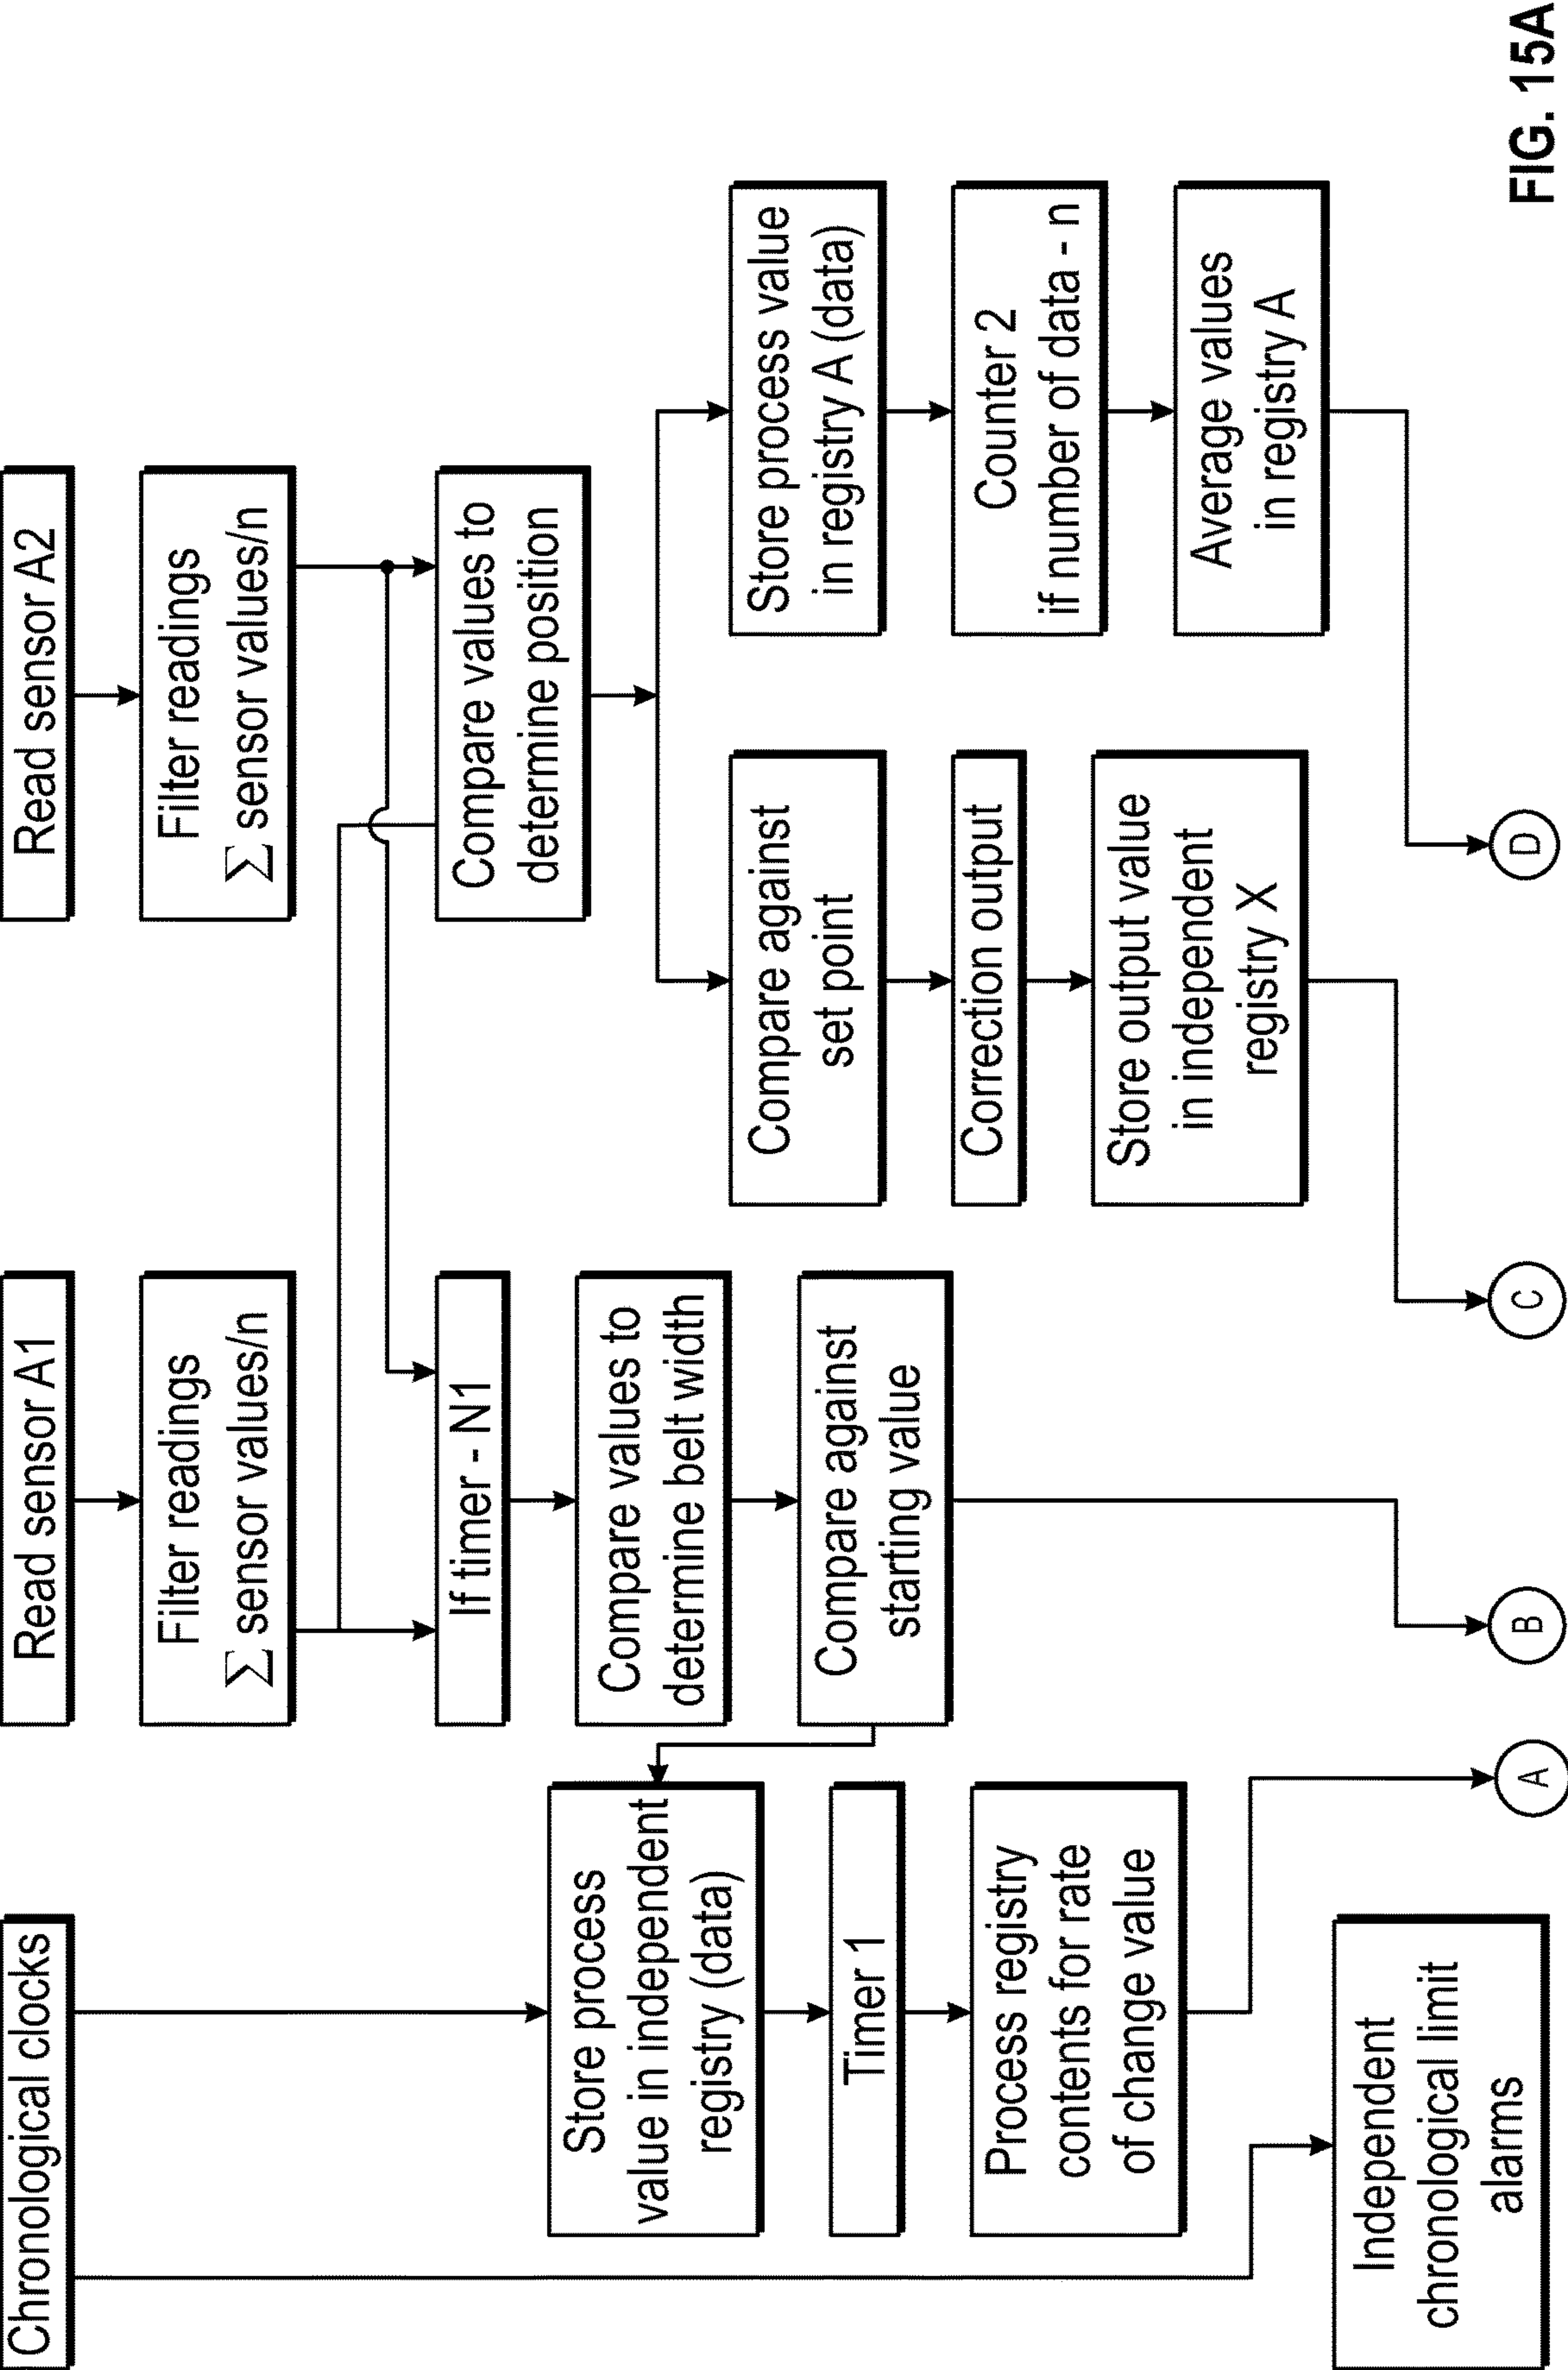 Chronological clocks
Store process
value in independent
registry (data)
Timer 1
Process registry
contents for rate
of change value
Independent
chronological limit
alarms
A
Read sensor A1
Filter readings
∑ sensor values/n
If timer - N1
Compare values to
determine belt width
Compare against
starting value
B
Read sensor A2
Filter readings
∑ sensor values/n
Compare values to
determine position
Compare against
set point
Correction output
Store output value
in independent
registry X
C
Store process value
in registry A (data)
Counter 2
if number of data - n
Average values
in registry A
D
FIG. 15A